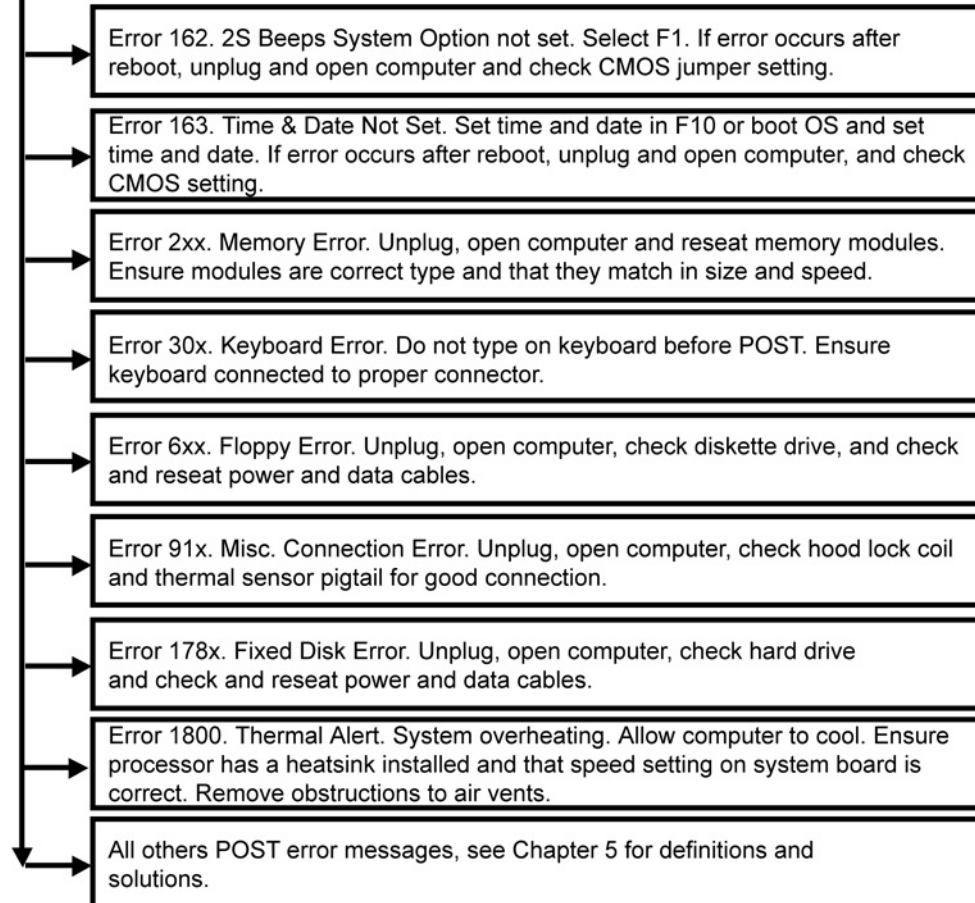 Error 162. 2S Beeps System Option not set. Select F1. If error occurs after
reboot, unplug and open computer and check CMOS jumper setting.
Error 163. Time & Date Not Set. Set time and date in F10 or boot OS and set
time and date. If error occurs after reboot, unplug and open computer, and check
CMOS setting.
Error 2xx. Memory Error. Unplug, open computer and reseat memory modules.
Ensure modules are correct type and that they match in size and speed.
Error 30x. Keyboard Error. Do not type on keyboard before POST. Ensure
keyboard connected to proper connector.
Error 6xx. Floppy Error. Unplug, open computer, check diskette drive, and check
and reseat power and data cables.
Error 91x. Misc. Connection Error. Unplug, open computer, check hood lock coil
and thermal sensor pigtail for good connection.
Error 178x. Fixed Disk Error. Unplug, open computer, check hard drive
and check and reseat power and data cables.
Error 1800. Thermal Alert. System overheating. Allow computer to cool. Ensure
processor has a heatsink installed and that speed setting on system board is
correct. Remove obstructions to air vents.
All others POST error messages, see Chapter 5 for definitions and
solutions.